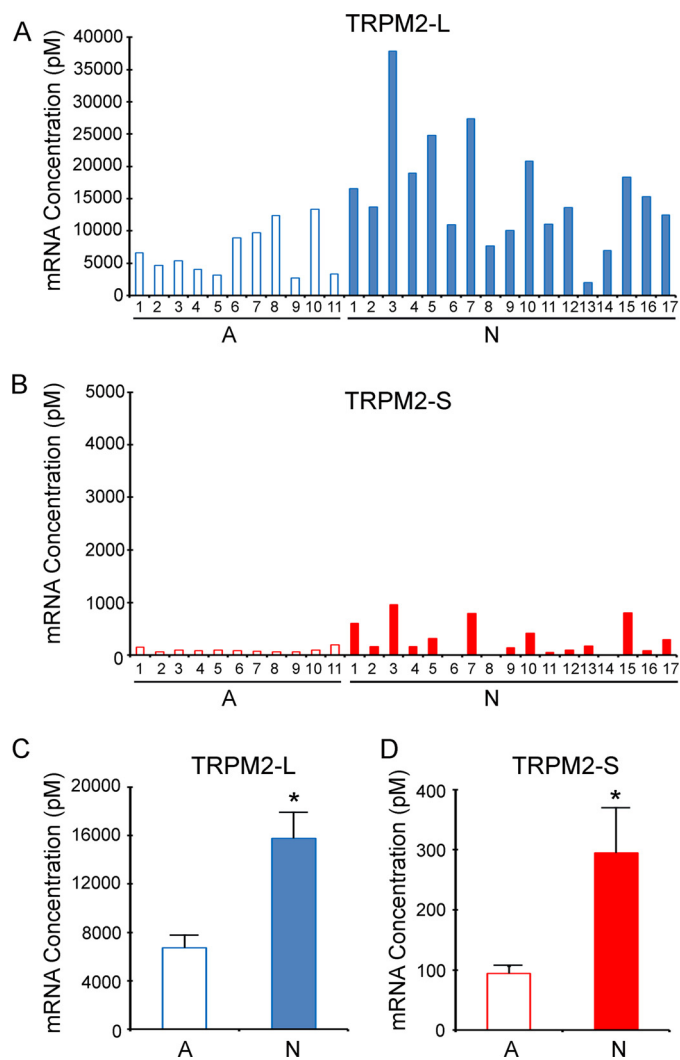 A
TRPM2-L
mRNA Concentration (pM)
40000
35000
30000
25000
20000
15000
10000
5000
0
1 2 3 4 5 6 7 8 9 10 11 1 2 3 4 5 6 7 8 9 10 11 12 13 14 15 16 17
A N
B
TRPM2-S
mRNA Concentration (pM)
5000
4000
3000
2000
1000
0
1 2 3 4 5 6 7 8 9 10 11 1 2 3 4 5 6 7 8 9 10 11 12 13 14 15 16 17
A N
C
TRPM2-L
mRNA Concentration (pM)
20000
16000
12000
8000
4000
0
*
A N
D
TRPM2-S
mRNA Concentration (pM)
400
300
200
100
0
*
A N